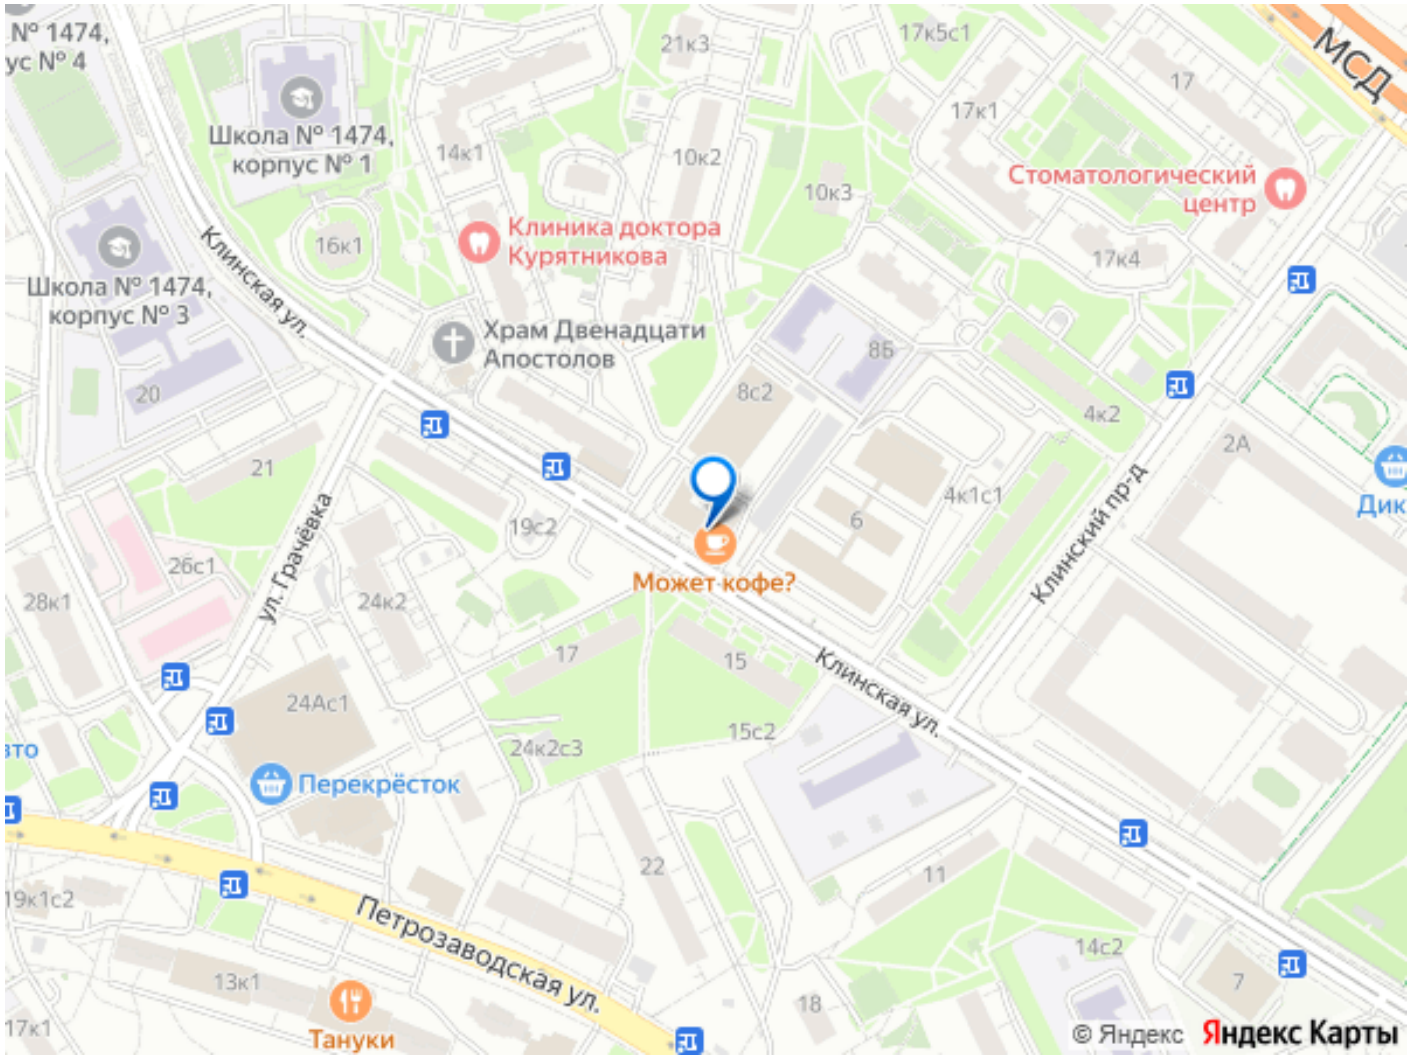 № 1474,
ус № 4
21к3
17к5с1
МСД
17
17к1
Школа № 1474,
корпус № 1
14к1
10к2
10к3
Стоматологический
центр
Клиника доктора
Курятникова
16к1
Клинская ул.
17к4
Школа № 1474,
корпус № 3
Храм Двенадцати
Апостолов
8Б
20
8с2
4к2
2А
21
19с2
6
4к1с1
Дик
ул. Грачёвка
26с1
28к1
24к2
Может кофе?
Клинский пр-д
17
15
Клинская ул.
24Ас1
15с2
24к2с3
вто
Перекрёсток
22
11
19к1с2
Петрозаводская ул.
14с2
13к1
7
18
17к1
Тануки
© Яндекс Яндекс Карты